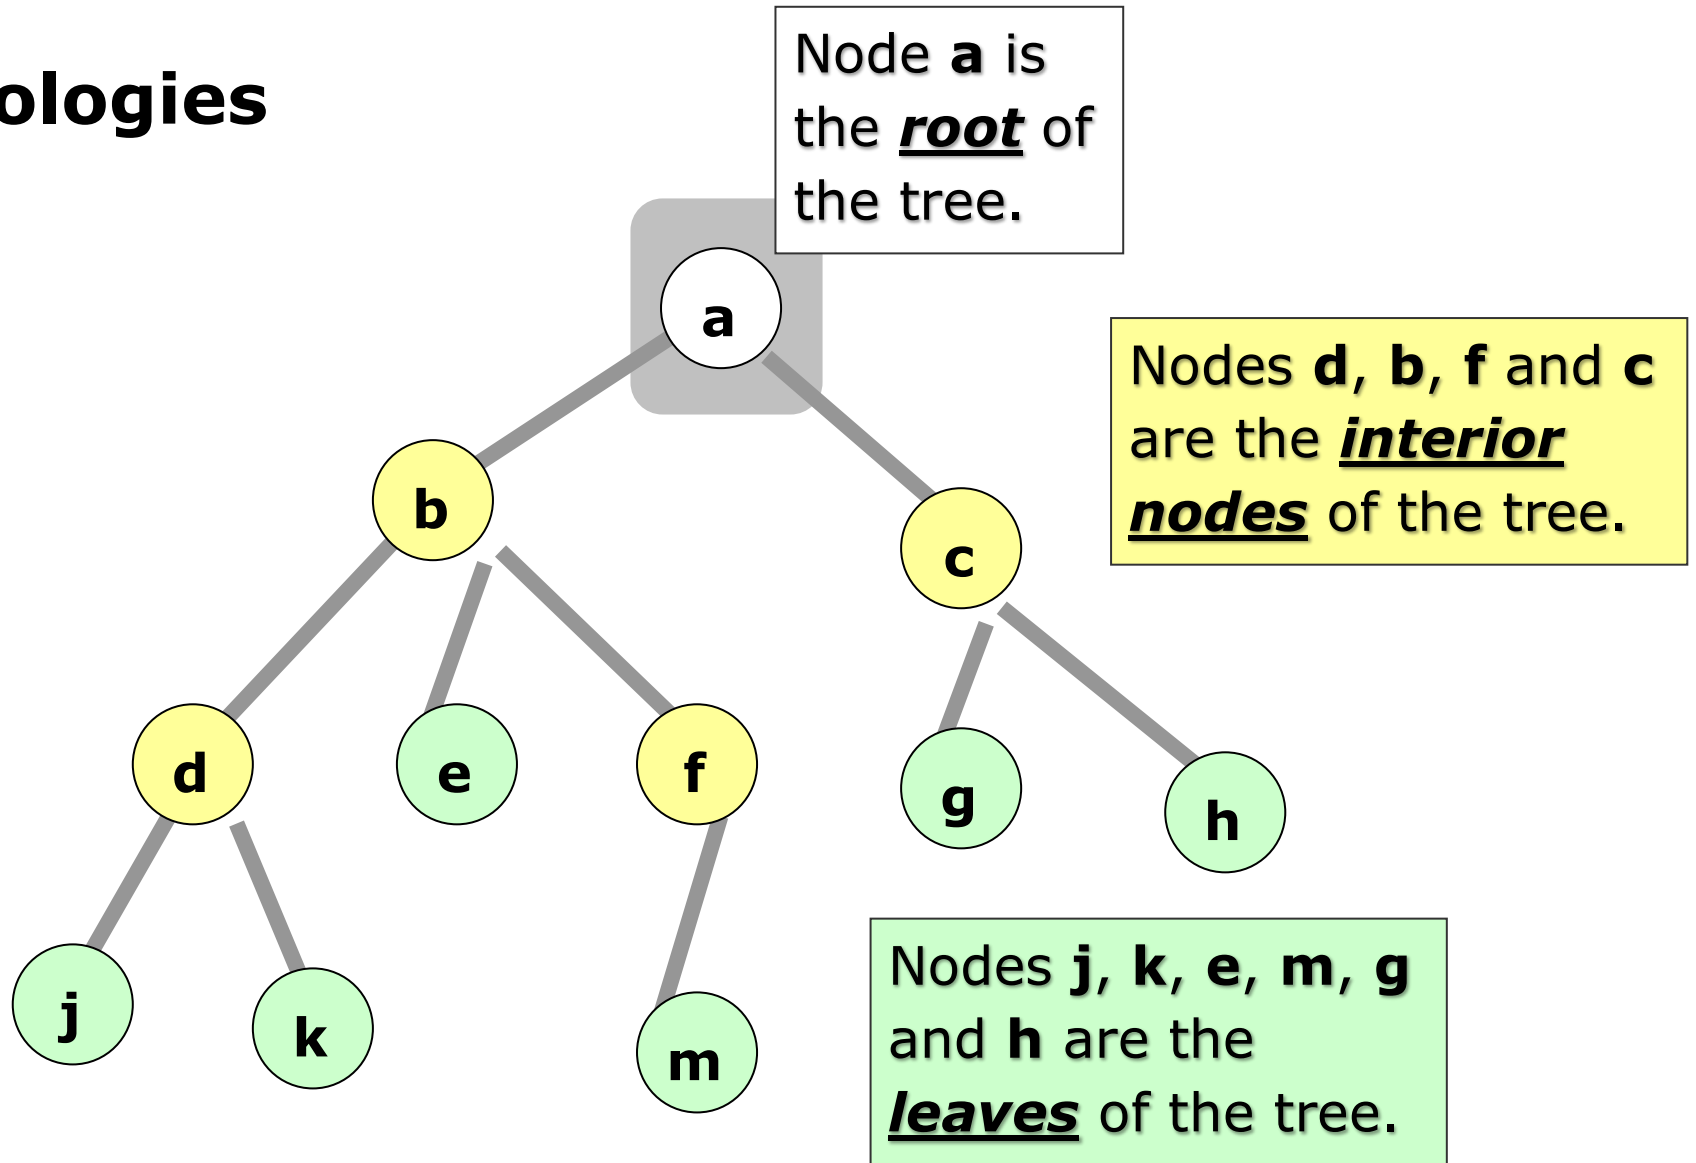 ologies
Node a is
the root of
the tree.
a
Nodes d, b, f and c
are the interior
nodes of the tree.
b
c
d
e
f
g
h
j
k
m
Nodes j, k, e, m, g
and h are the
leaves of the tree.